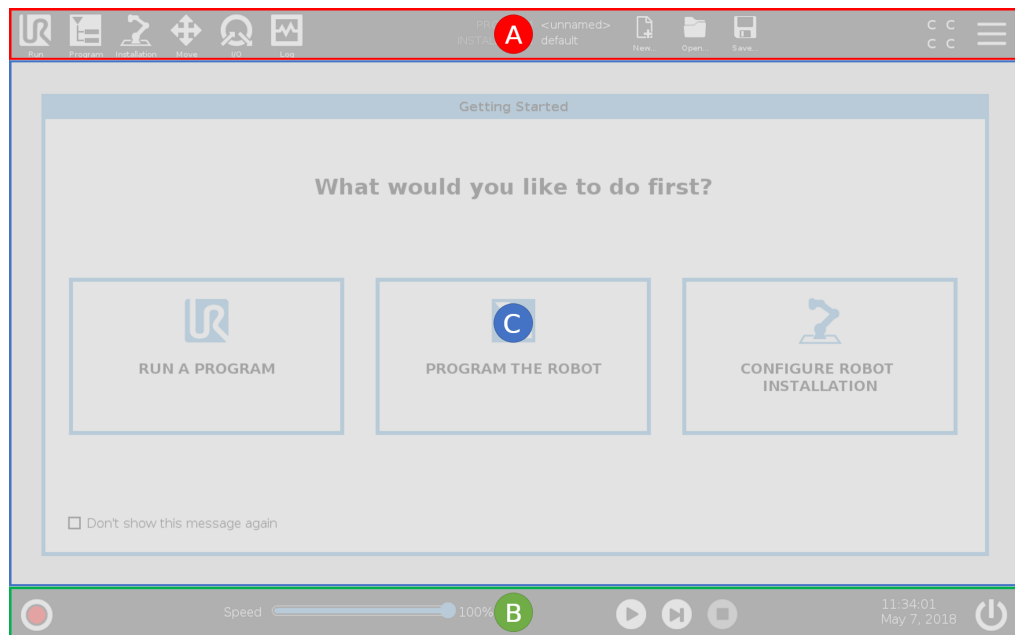 Run Program Installation Move I/O Log
PR
INSTAL
A
<unnamed>
default
New... Open... Save...
C C
C C
Getting Started
What would you like to do first?
RUN A PROGRAM
C
PROGRAM THE ROBOT
CONFIGURE ROBOT
INSTALLATION
Don't show this message again
Speed
100%
B
11:34:01
May 7, 2018